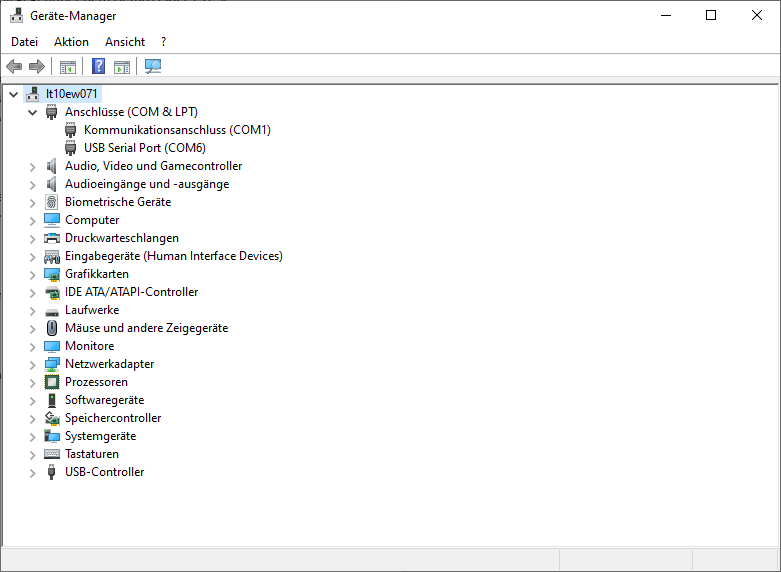 Geräte-Manager
Datei Aktion Ansicht ?
lt10ew071
Anschlüsse (COM & LPT)
Kommunikationsanschluss (COM1)
USB Serial Port (COM6)
Audio, Video und Gamecontroller
Audioeingänge und -ausgänge
Biometrische Geräte
Computer
Druckwarteschlangen
Eingabegeräte (Human Interface Devices)
Grafikkarten
IDE ATA/ATAPI-Controller
Laufwerke
Mäuse und andere Zeigegeräte
Monitore
Netzwerkadapter
Prozessoren
Softwaregeräte
Speichercontroller
Systemgeräte
Tastaturen
USB-Controller